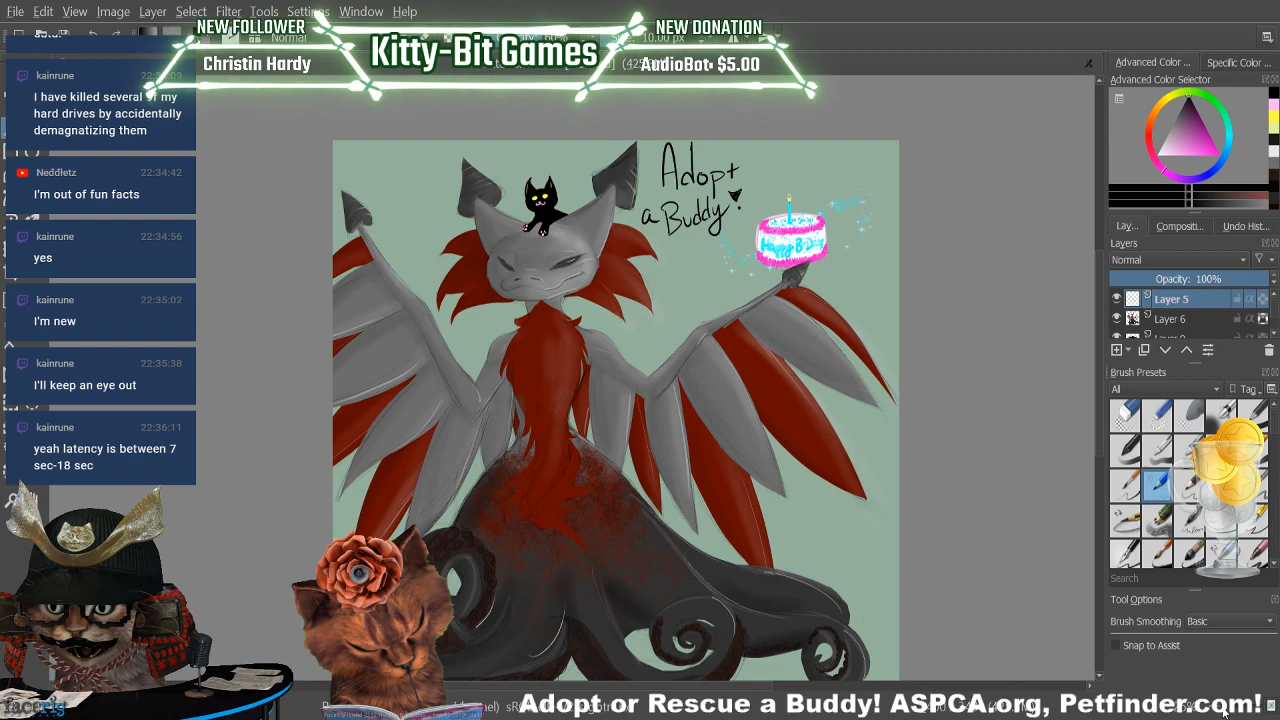 File Edit View Image Layer Select Filter Tools Settings Window Help
NEW FOLLOWER
Christin Hardy
Kitty-Bit Games
NEW DONATION
AudioBot: $5.00
Normal
10.00 px
kainrune
I have killed several of my
hard drives by accidentally
demagnatizing them
Neddletz 22:34:42
I'm out of fun facts
kainrune 22:34:56
yes
kainrune 22:35:02
I'm new
kainrune 22:35:38
I'll keep an eye out
kainrune 22:36:11
yeah latency is between 7
sec-18 sec
Adopt
a Buddy!
Happy B-Day
Advanced Color ... Specific Color ...
Advanced Color Selector
Lay... Compositi... Undo Hist...
Layers
Normal
Opacity: 100%
Layer 5
Layer 6
Brush Presets
All Tag
Search
Tool Options
Brush Smoothing: Basic
Snap to Assist
facerig
Adopt or Rescue a Buddy! ASPCA.org, Petfinder.com!